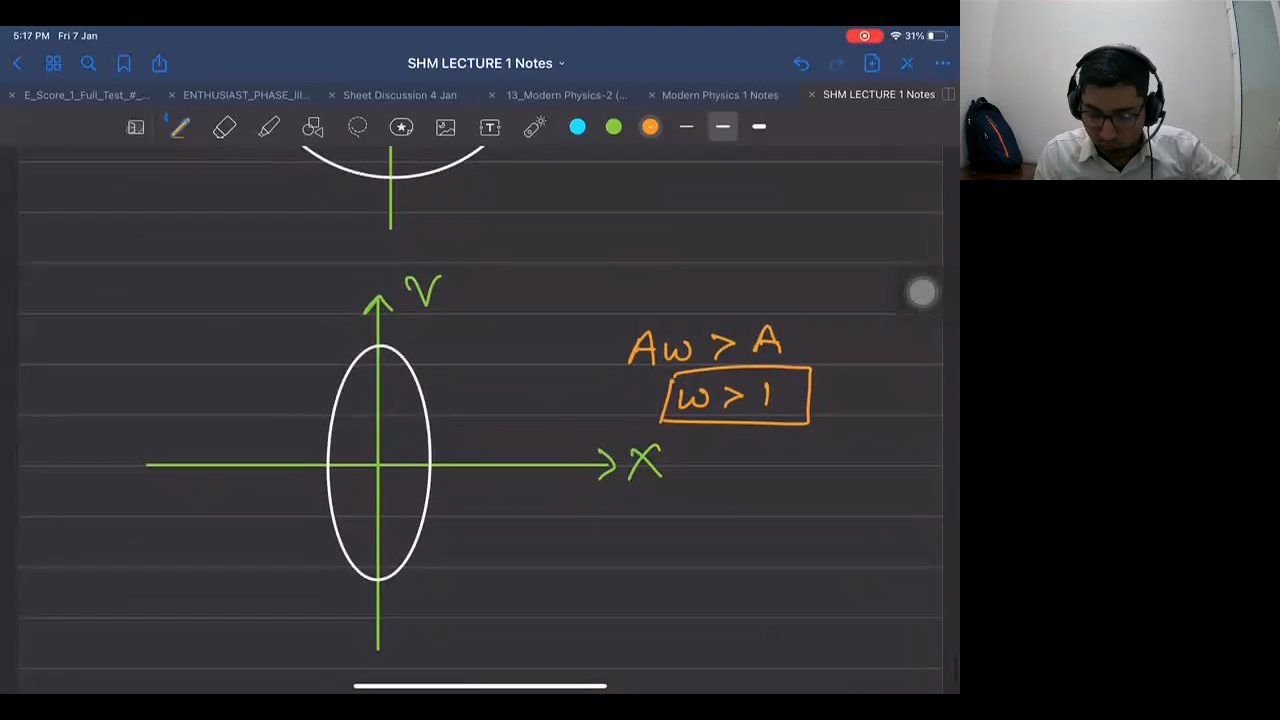 5:17 PM Fri 7 Jan
31%
SHM LECTURE 1 Notes
E_Score_1_Full_Test_#_...
ENTHUSIAST_PHASE_III...
Sheet Discussion 4 Jan
13_Modern Physics-2 (...
Modern Physics 1 Notes
SHM LECTURE 1 Notes
V
Aw > A
w > 1
X